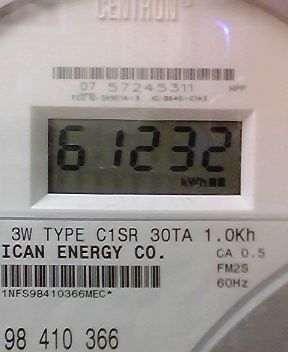 CENTRON
07 57245311
61232
kWh
3W TYPE C1SR 30TA 1.0Kh
ICAN ENERGY CO.
CA 0.5
FM2S
60Hz
1NFS98410366MEC*
98 410 366